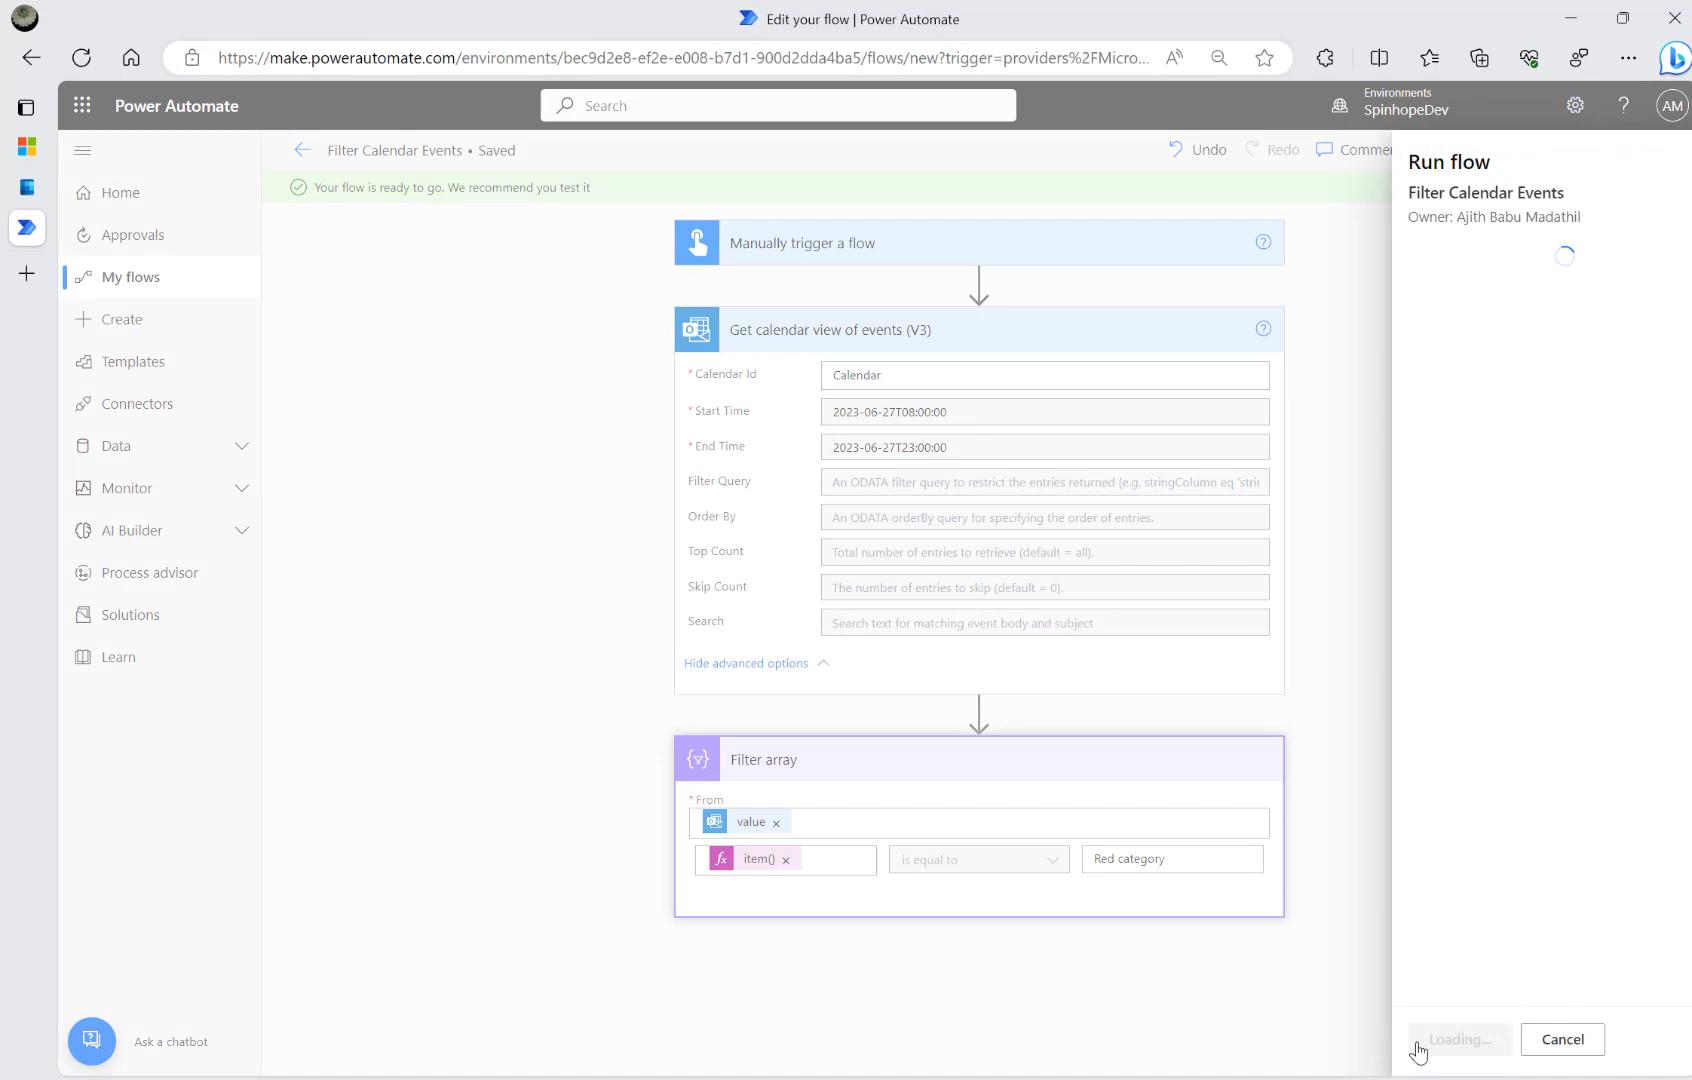 Edit your flow | Power Automate
https://make.powerautomate.com/environments/bec9d2e8-ef2e-e008-b7d1-900d2dda4ba5/flows/new?trigger=providers%2FMicro...
Power Automate
Search
Environments
SpinhopeDev
?
AM
Filter Calendar Events • Saved
Undo
Redo
Commen
Your flow is ready to go. We recommend you test it
Home
Approvals
My flows
Create
Templates
Connectors
Data
Monitor
AI Builder
Process advisor
Solutions
Learn
Ask a chatbot
Manually trigger a flow
Get calendar view of events (V3)
* Calendar Id
Calendar
* Start Time
2023-06-27T08:00:00
* End Time
2023-06-27T23:00:00
Filter Query
An ODATA filter query to restrict the entries returned (e.g. stringColumn eq 'strin
Order By
An ODATA orderBy query for specifying the order of entries.
Top Count
Total number of entries to retrieve (default = all).
Skip Count
The number of entries to skip (default = 0).
Search
Search text for matching event body and subject
Hide advanced options
Filter array
* From
value ×
fx item() ×
is equal to
Red category
Run flow
Filter Calendar Events
Owner: Ajith Babu Madathil
Loading...
Cancel